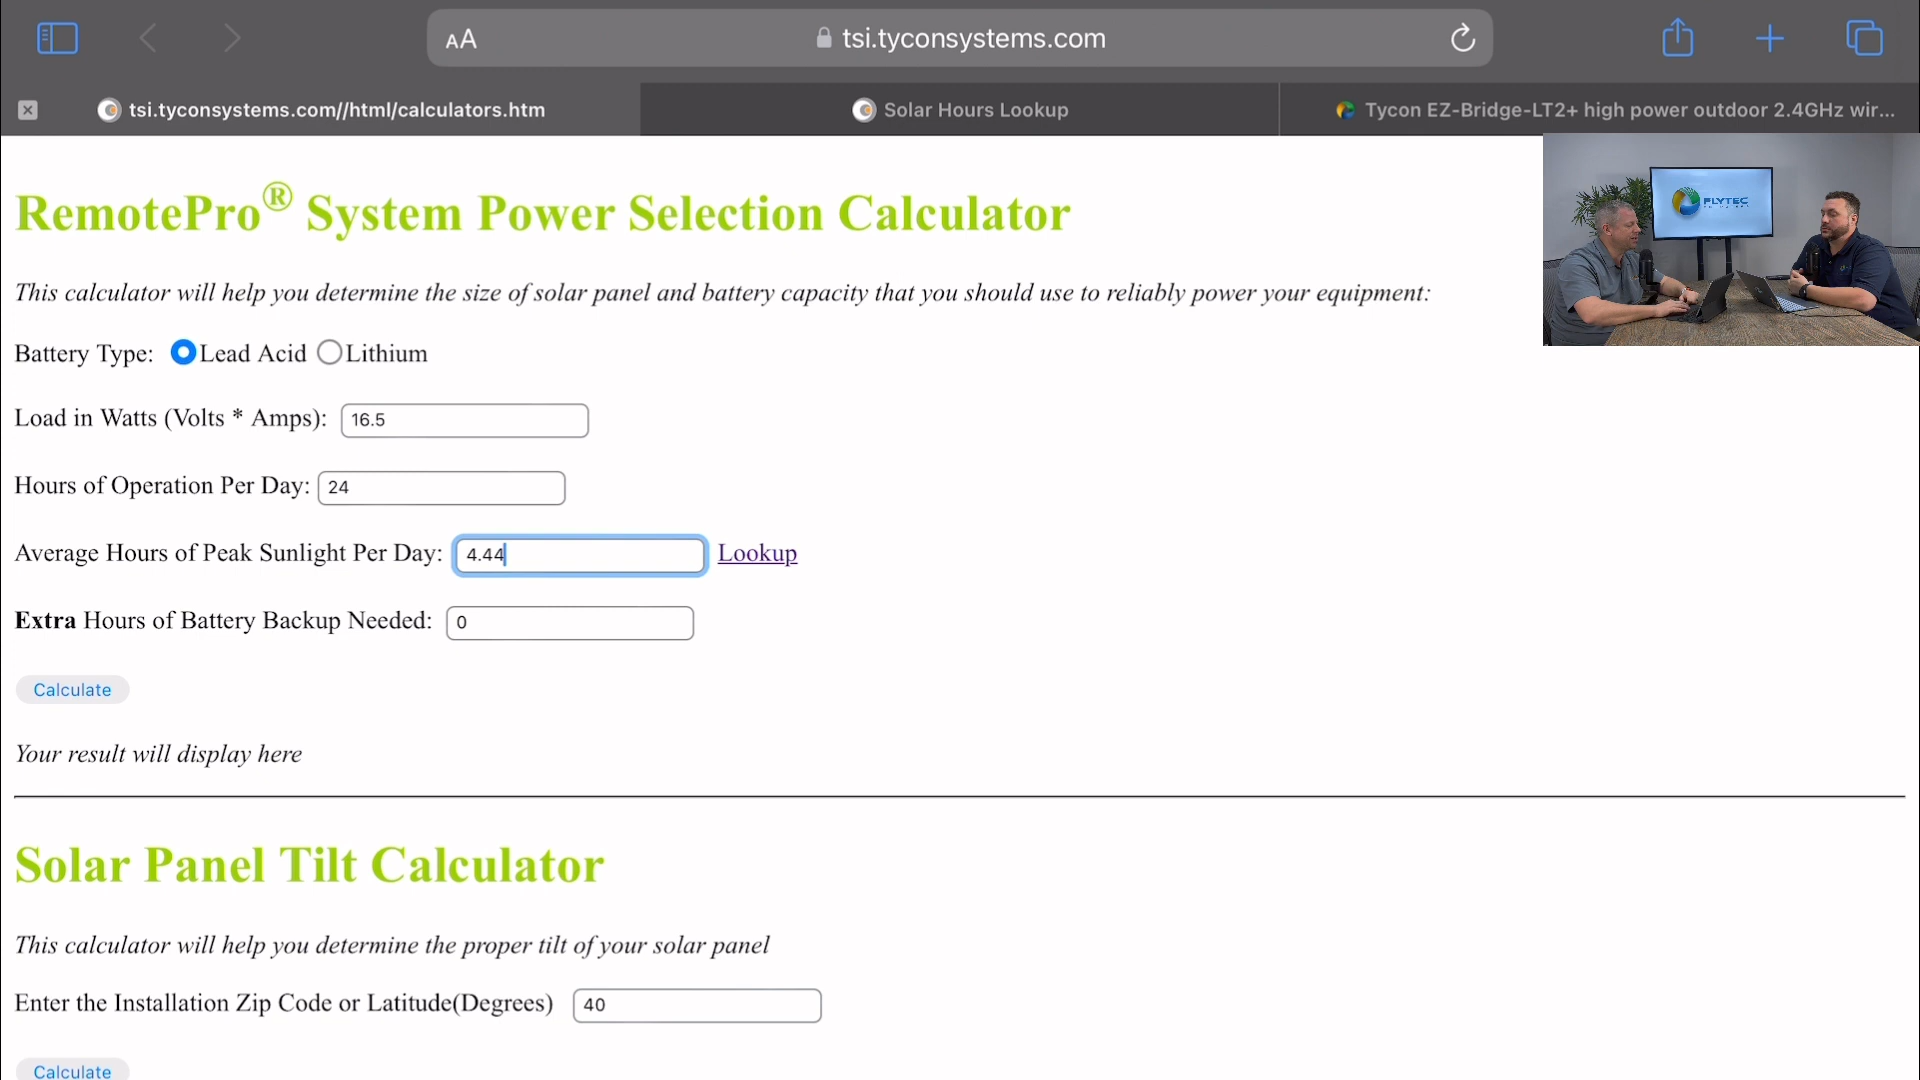 AA
tsi.tyconsystems.com
tsi.tyconsystems.com//html/calculators.htm
Solar Hours Lookup
Tycon EZ-Bridge-LT2+ high power outdoor 2.4GHz wir...
RemotePro® System Power Selection Calculator
FLYTEC
This calculator will help you determine the size of solar panel and battery capacity that you should use to reliably power your equipment:
Battery Type: Lead Acid Lithium
Load in Watts (Volts * Amps): 16.5
Hours of Operation Per Day: 24
Average Hours of Peak Sunlight Per Day: 4.44 Lookup
Extra Hours of Battery Backup Needed: 0
Calculate
Your result will display here
Solar Panel Tilt Calculator
This calculator will help you determine the proper tilt of your solar panel
Enter the Installation Zip Code or Latitude(Degrees) 40
Calculate